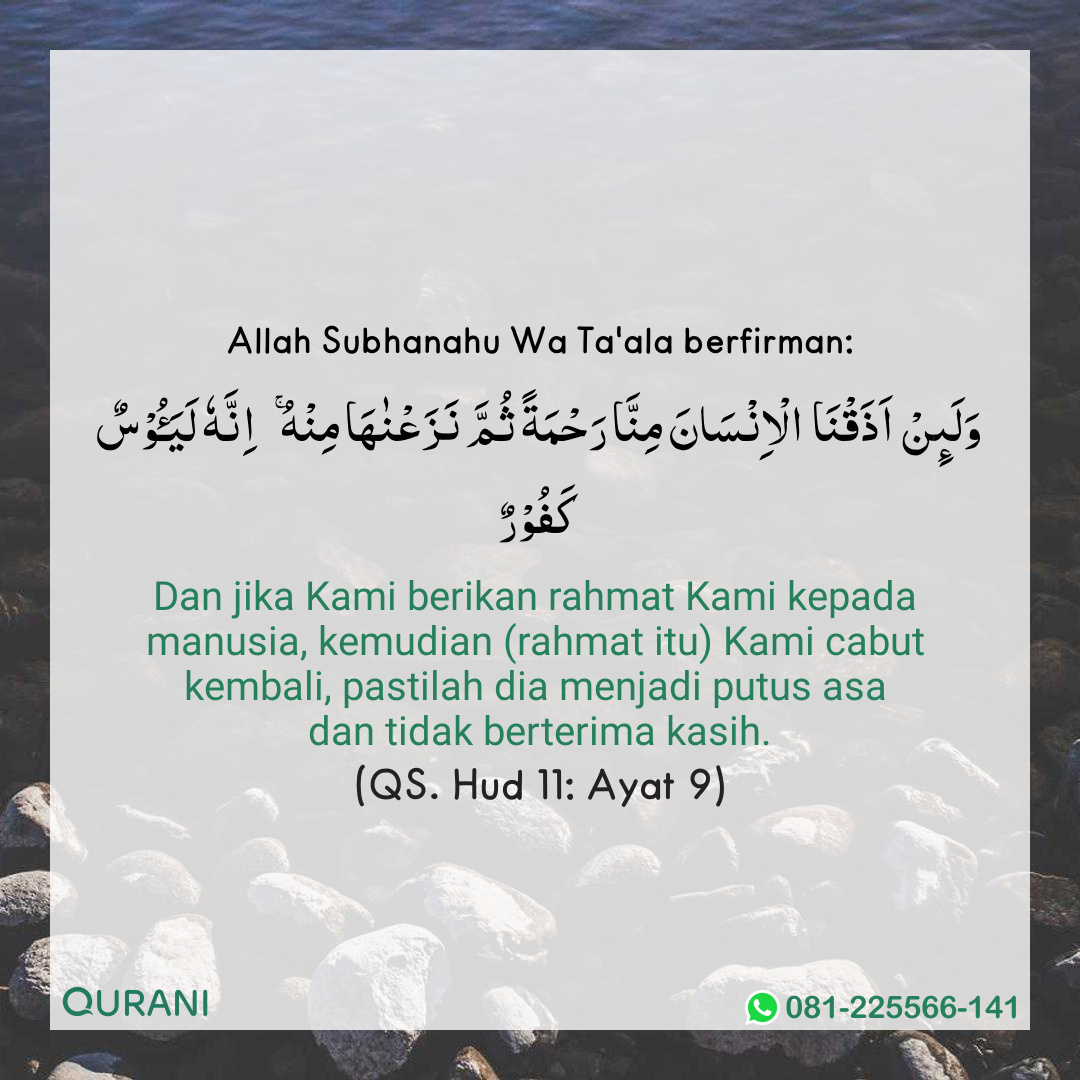 Allah Subhanahu Wa Ta'ala berfirman:
وَلَئِنْ اَذَقْنَا الْاِنْسَانَ مِنَّا رَحْمَةً ثُمَّ نَزَعْنٰهَا مِنْهُ ۚ اِنَّهٗ لَيَـُٔوْسٌ
كَفُوْرٌ
Dan jika Kami berikan rahmat Kami kepada
manusia, kemudian (rahmat itu) Kami cabut
kembali, pastilah dia menjadi putus asa
dan tidak berterima kasih.
(QS. Hud 11: Ayat 9)
QURANI
081-225566-141